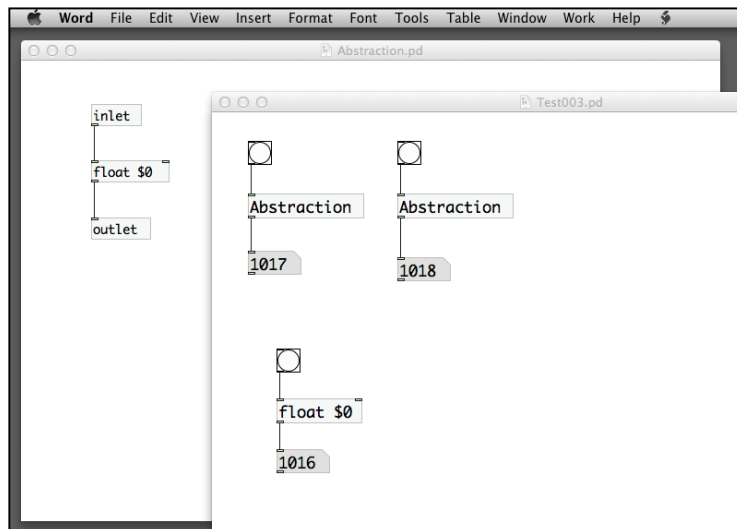 Word File Edit View Insert Format Font Tools Table Window Work Help
Abstraction.pd
inlet
float $0
outlet
Test003.pd
Abstraction Abstraction
1017 1018
float $0
1016